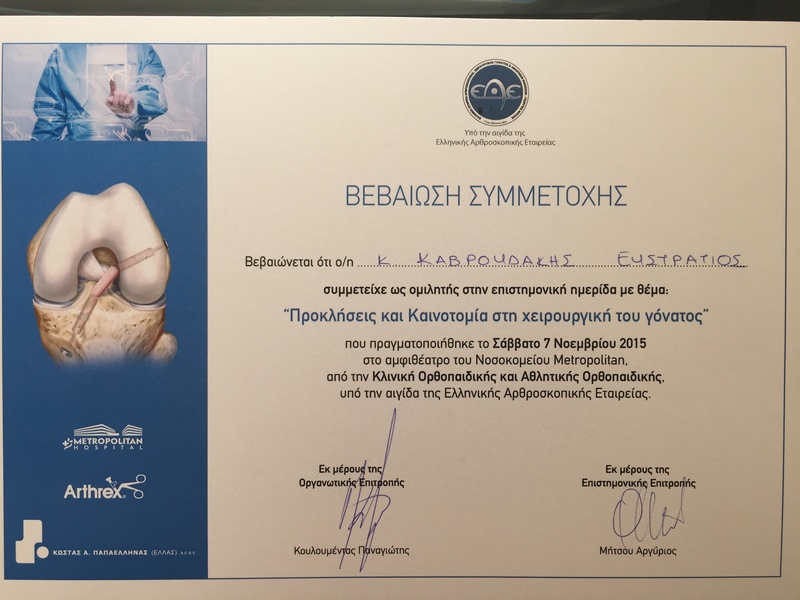 ΕΑΕ
Υπό την αιγίδα της
Ελληνικής Αρθροσκοπικής Εταιρείας
ΒΕΒΑΙΩΣΗ ΣΥΜΜΕΤΟΧΗΣ
Βεβαιώνεται ότι ο/η Κ ΚΑΒΡΟΥΔΑΚΗΣ ΕΥΣΤΡΑΤΙΟΣ
συμμετείχε ως ομιλητής στην επιστημονική ημερίδα με θέμα:
“Προκλήσεις και Καινοτομία στη χειρουργική του γόνατος”
που πραγματοποιήθηκε το Σάββατο 7 Νοεμβρίου 2015
στο αμφιθέατρο του Νοσοκομείου Metropolitan,
από την Κλινική Ορθοπαιδικής και Αθλητικής Ορθοπαιδικής,
υπό την αιγίδα της Ελληνικής Αρθροσκοπικής Εταιρείας.
Εκ μέρους της
Οργανωτικής Επιτροπής
Κουλουμέντας Παναγιώτης
Εκ μέρους της
Επιστημονικής Επιτροπής
Μήτσου Αργύριος
METROPOLITAN
HOSPITAL
Arthrex
ΚΩΣΤΑΣ Α. ΠΑΠΑΕΛΛΗΝΑΣ (ΕΛΛΑΣ) Α.Ε.Α.Ε.